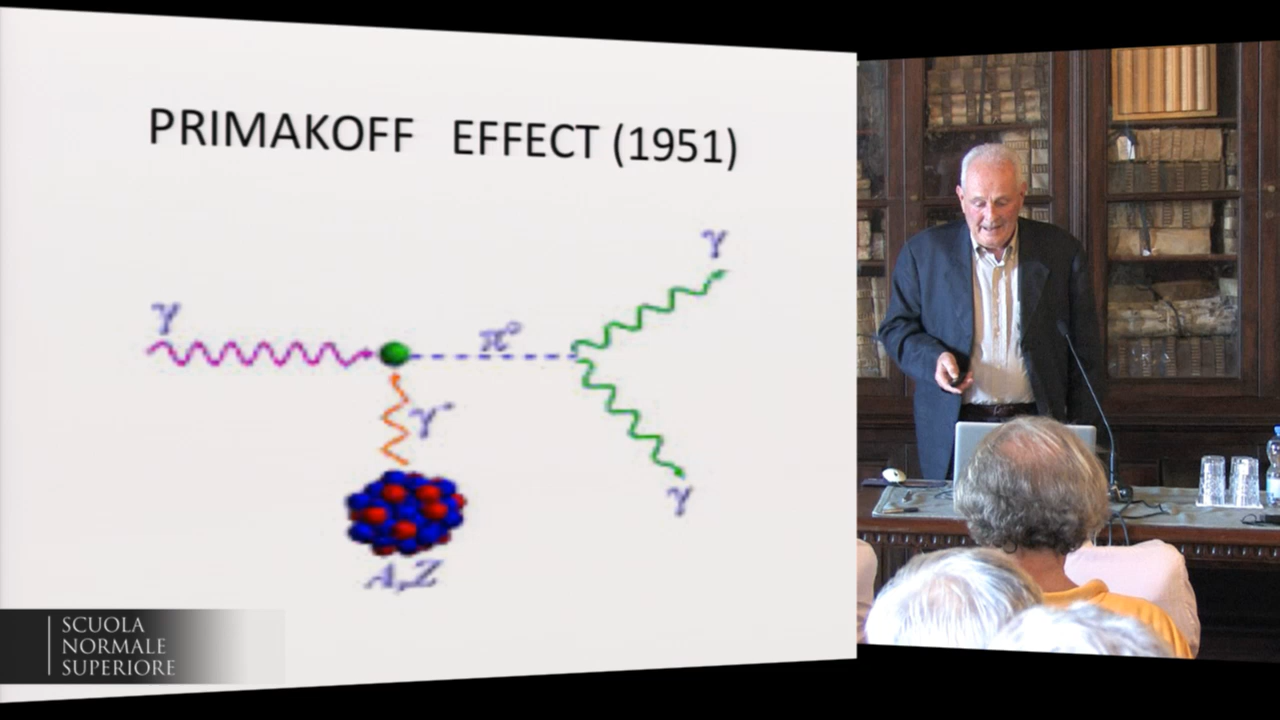 PRIMAKOFF EFFECT (1951)
γ
γ
π°
γ*
γ
A,Z
SCUOLA
NORMALE
SUPERIORE